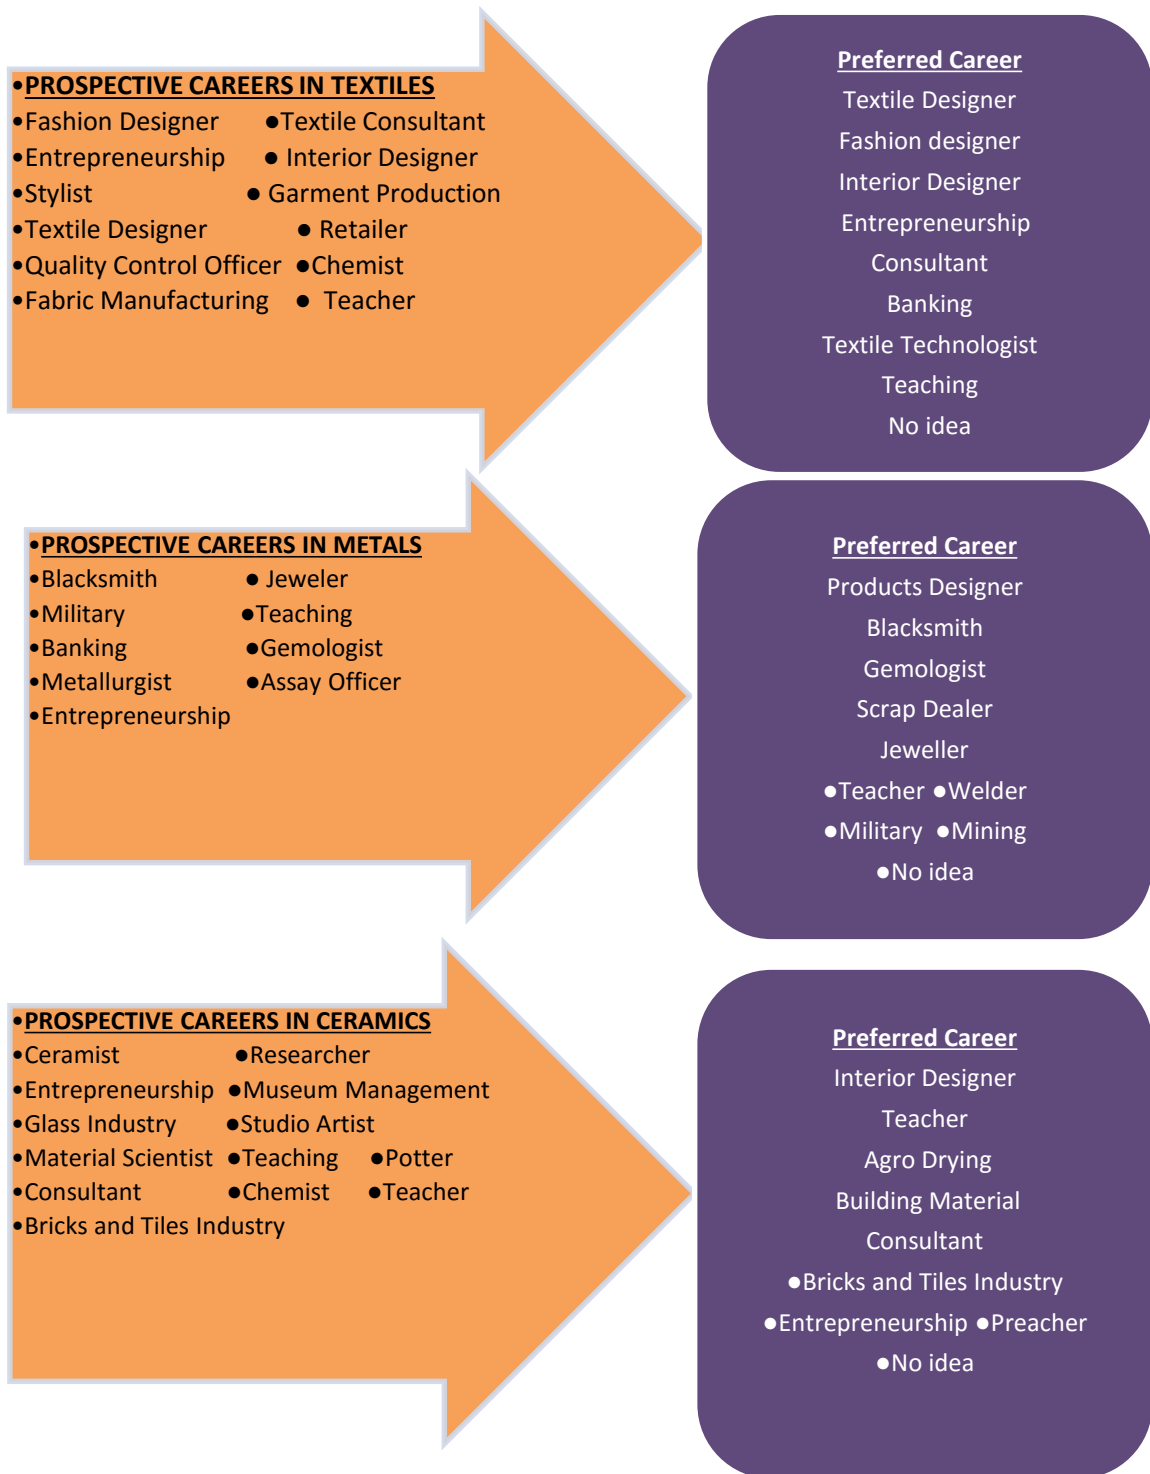 •PROSPECTIVE CAREERS IN TEXTILES
•Fashion Designer ●Textile Consultant
•Entrepreneurship ● Interior Designer
•Stylist ● Garment Production
•Textile Designer ● Retailer
•Quality Control Officer ●Chemist
•Fabric Manufacturing ● Teacher
Preferred Career
Textile Designer
Fashion designer
Interior Designer
Entrepreneurship
Consultant
Banking
Textile Technologist
Teaching
No idea
•PROSPECTIVE CAREERS IN METALS
•Blacksmith ● Jeweler
•Military ●Teaching
•Banking ●Gemologist
•Metallurgist ●Assay Officer
•Entrepreneurship
Preferred Career
Products Designer
Blacksmith
Gemologist
Scrap Dealer
Jeweller
●Teacher ●Welder
●Military ●Mining
●No idea
•PROSPECTIVE CAREERS IN CERAMICS
•Ceramist ●Researcher
•Entrepreneurship ●Museum Management
•Glass Industry ●Studio Artist
•Material Scientist ●Teaching ●Potter
•Consultant ●Chemist ●Teacher
•Bricks and Tiles Industry
Preferred Career
Interior Designer
Teacher
Agro Drying
Building Material
Consultant
●Bricks and Tiles Industry
●Entrepreneurship ●Preacher
●No idea